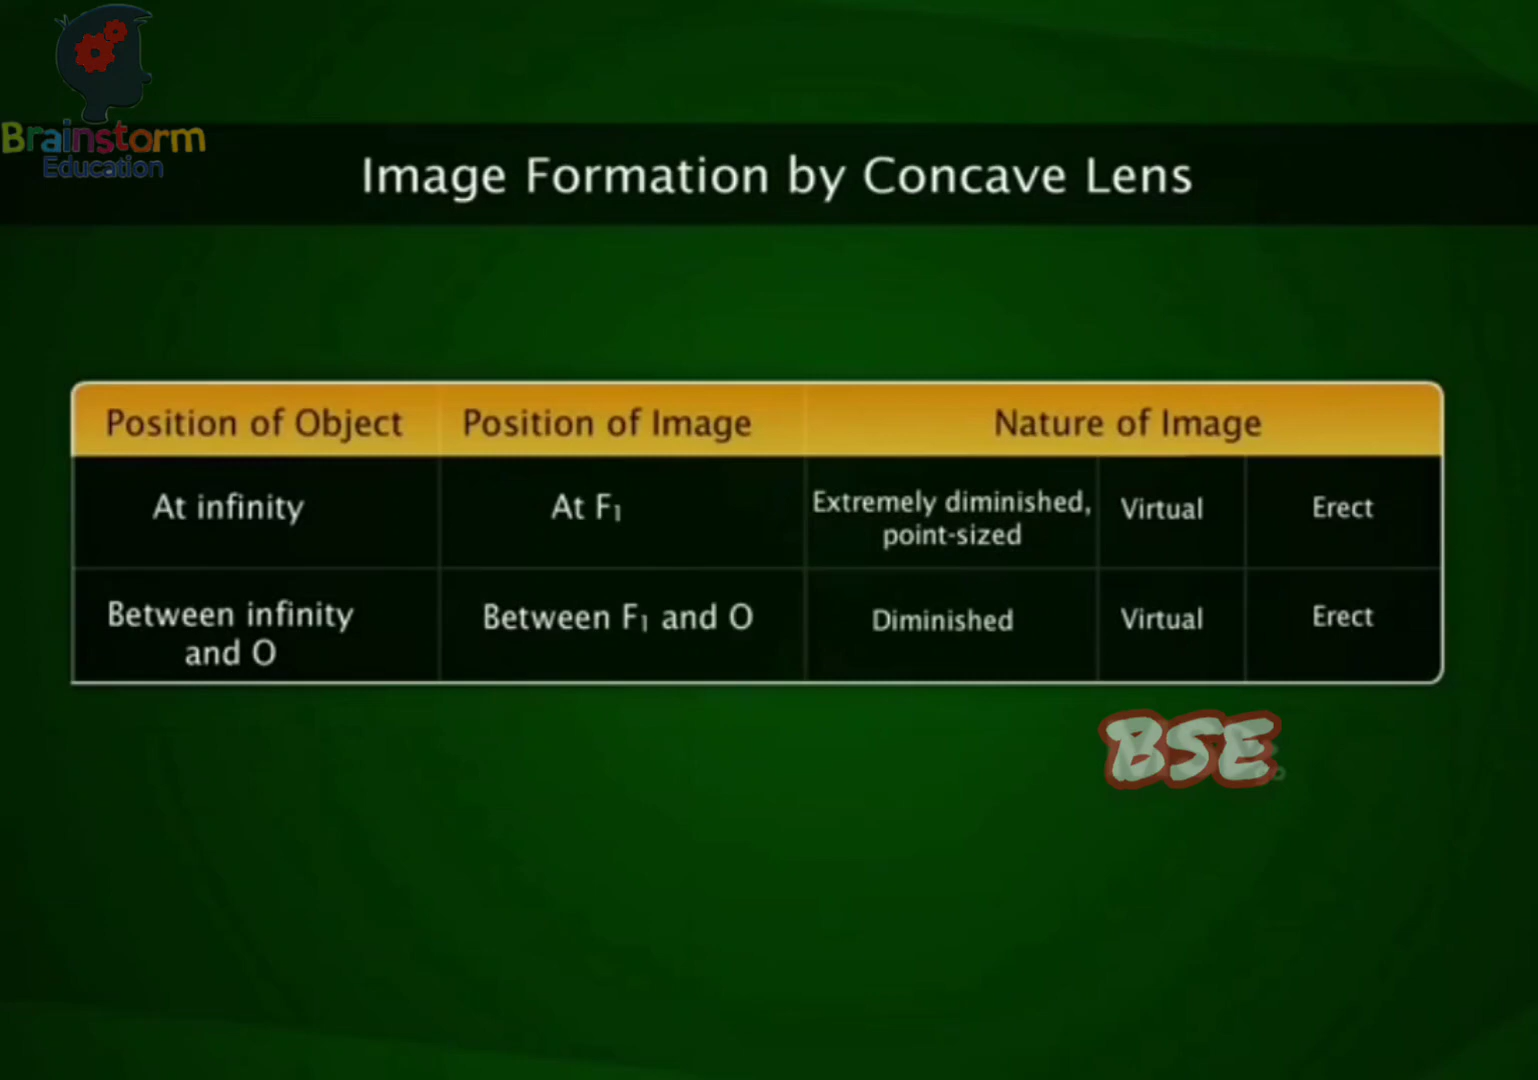 Brainstorm
Education
Image Formation by Concave Lens
Position of Object Position of Image Nature of Image
At infinity At F₁ Extremely diminished, point-sized Virtual Erect
Between infinity and O Between F₁ and O Diminished Virtual Erect
BSE